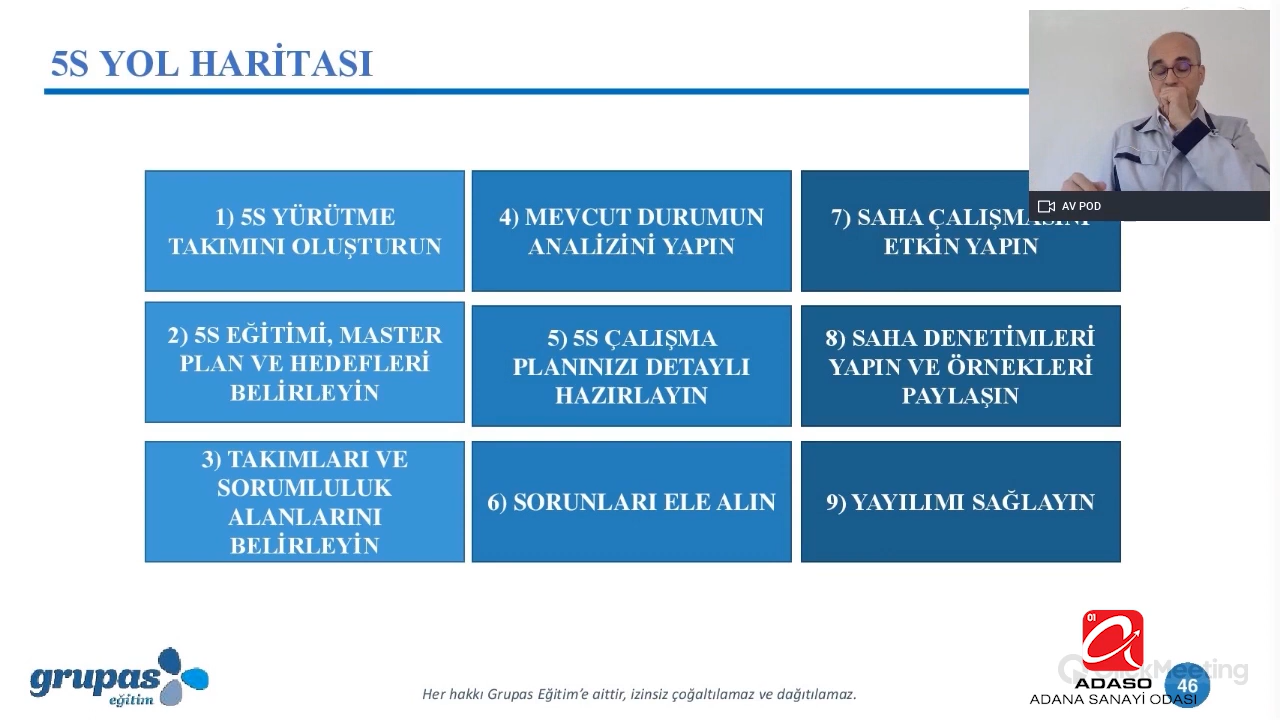 5S YOL HARİTASI
AV POD
1) 5S YÜRÜTME
TAKIMINI OLUŞTURUN
2) 5S EĞİTİMİ, MASTER
PLAN VE HEDEFLERİ
BELİRLEYİN
3) TAKIMLARI VE
SORUMLULUK
ALANLARINI
BELİRLEYİN
4) MEVCUT DURUMUN
ANALİZİNİ YAPIN
5) 5S ÇALIŞMA
PLANINIZI DETAYLI
HAZIRLAYIN
6) SORUNLARI ELE ALIN
7) SAHA ÇALIŞMASINI
ETKİN YAPIN
8) SAHA DENETİMLERİ
YAPIN VE ÖRNEKLERİ
PAYLAŞIN
9) YAYILIMI SAĞLAYIN
grupas
eğitim
Her hakkı Grupas Eğitim’e aittir, izinsiz çoğaltılamaz ve dağıtılamaz.
01
ClickMeeting
ADASO
ADANA SANAYİ ODASI
46